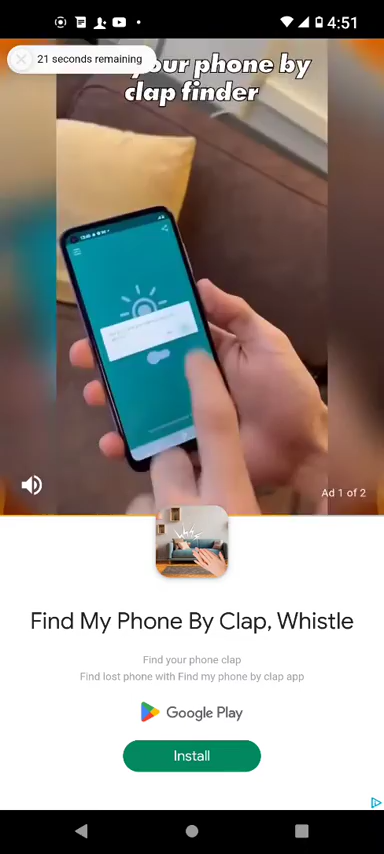 4:51
21 seconds remaining
your phone by
clap finder
Ad 1 of 2
Find My Phone By Clap, Whistle
Find your phone clap
Find lost phone with Find my phone by clap app
Google Play
Install